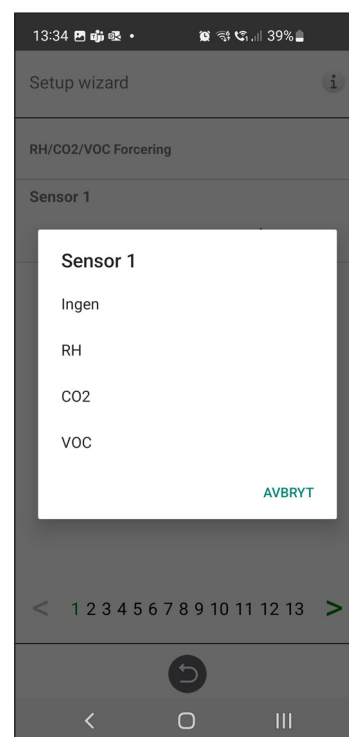 13:34 39%
Setup wizard i
RH/CO2/VOC Forcering
Sensor 1
Sensor 1
Ingen
RH
CO2
VOC
AVBRYT
< 1 2 3 4 5 6 7 8 9 10 11 12 13 >